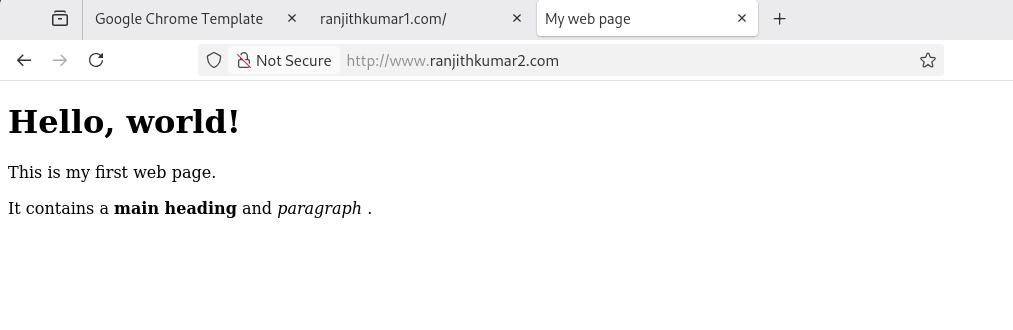 Google Chrome Template
ranjithkumar1.com/
My web page
Not Secure
http://www.ranjithkumar2.com
Hello, world!
This is my first web page.
It contains a main heading and paragraph .